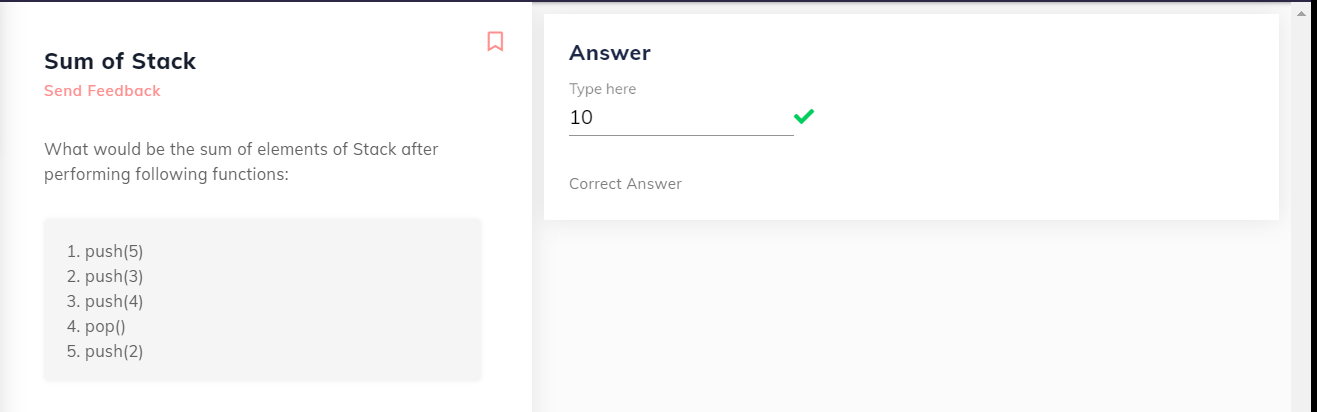 Sum of Stack
Send Feedback
What would be the sum of elements of Stack after
performing following functions:
1. push(5)
2. push(3)
3. push(4)
4. pop()
5. push(2)
Answer
Type here
10
Correct Answer